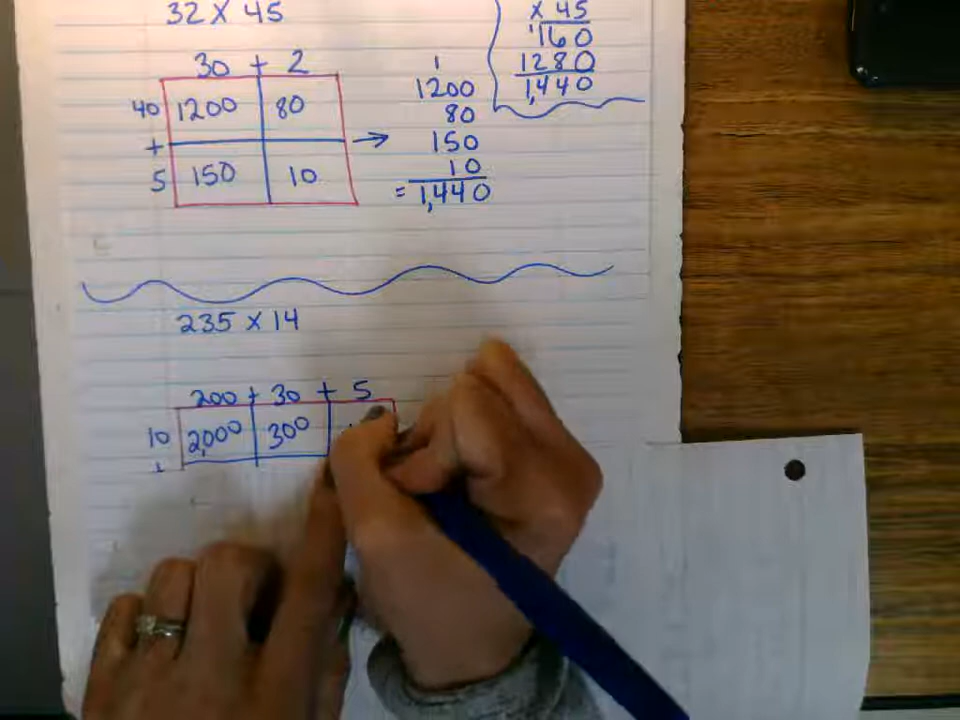 32 X 45
30 + 2
40 1200 80
+
5 150 10
→
1
1200
80
150
10
= 1,440
X 45
1160
1280
1,440
235 X 14
200 + 30 + 5
10 2,000 300